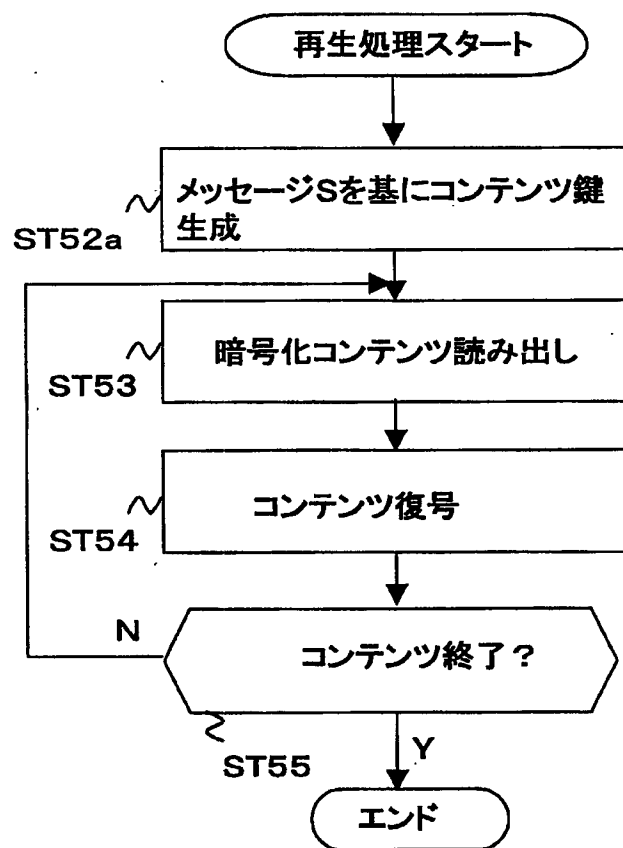 再生処理スタート
メッセージSを基にコンテンツ鍵
生成
ST52a
暗号化コンテンツ読み出し
ST53
コンテンツ復号
ST54
N
コンテンツ終了?
ST55
Y
エンド